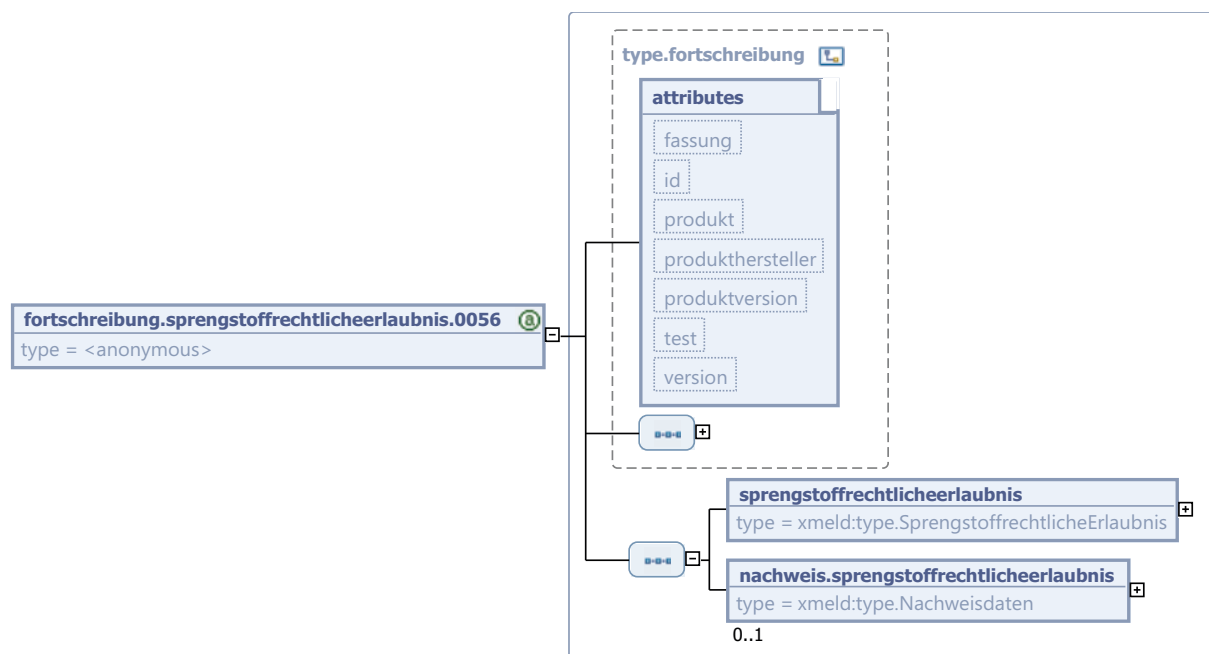 type.fortschreibung
attributes
fassung
id
produkt
produkthersteller
produktversion
test
version
fortschreibung.sprengstoffrechtlicheerlaubnis.0056
type = <anonymous>
sprengstoffrechtlicheerlaubnis
type = xmeld:type.SprengstoffrechtlicheErlaubnis
nachweis.sprengstoffrechtlicheerlaubnis
type = xmeld:type.Nachweisdaten
0..1